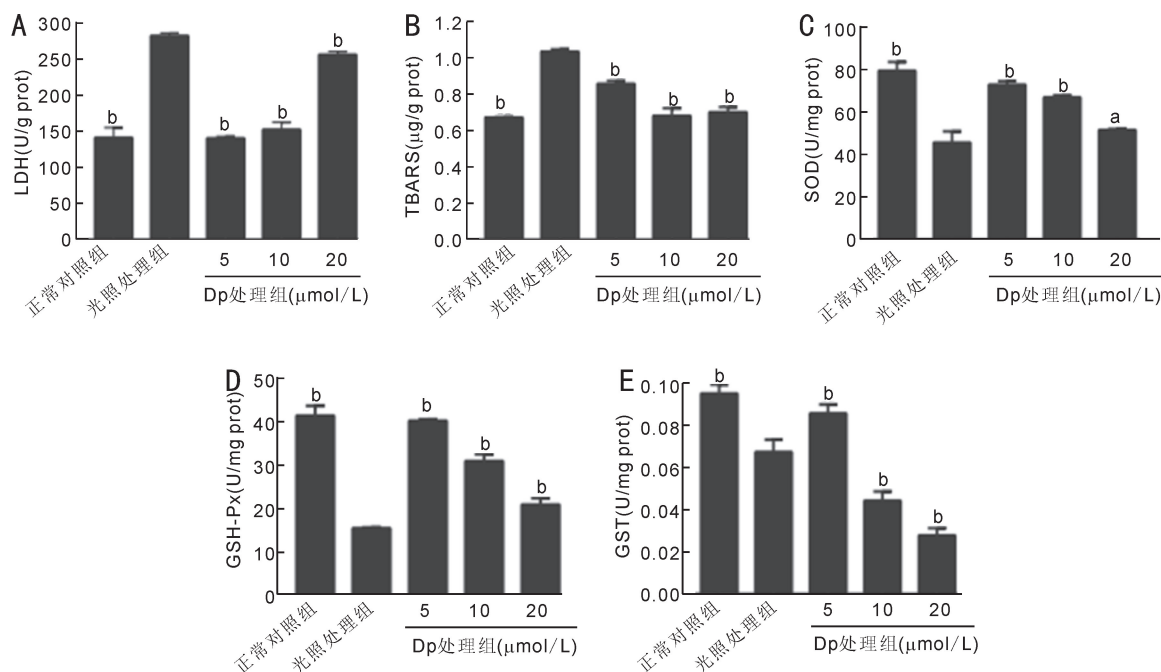 A
LDH(U/g prot)
300
250
200
150
100
50
0
b
b
b
b
正常对照组
光照处理组
5 10 20
Dp处理组(μmol/L)
B
TBARS(μg/g prot)
1.2
1.0
0.8
0.6
0.4
0.2
0.0
b
b
b
b
正常对照组
光照处理组
5 10 20
Dp处理组(μmol/L)
C
SOD(U/mg prot)
100
80
60
40
20
0
b
b
b
a
正常对照组
光照处理组
5 10 20
Dp处理组(μmol/L)
D
GSH-Px(U/mg prot)
50
40
30
20
10
0
b
b
b
b
正常对照组
光照处理组
5 10 20
Dp处理组(μmol/L)
E
GST(U/mg prot)
0.10
0.08
0.06
0.04
0.02
0.00
b
b
b
b
正常对照组
光照处理组
5 10 20
Dp处理组(μmol/L)